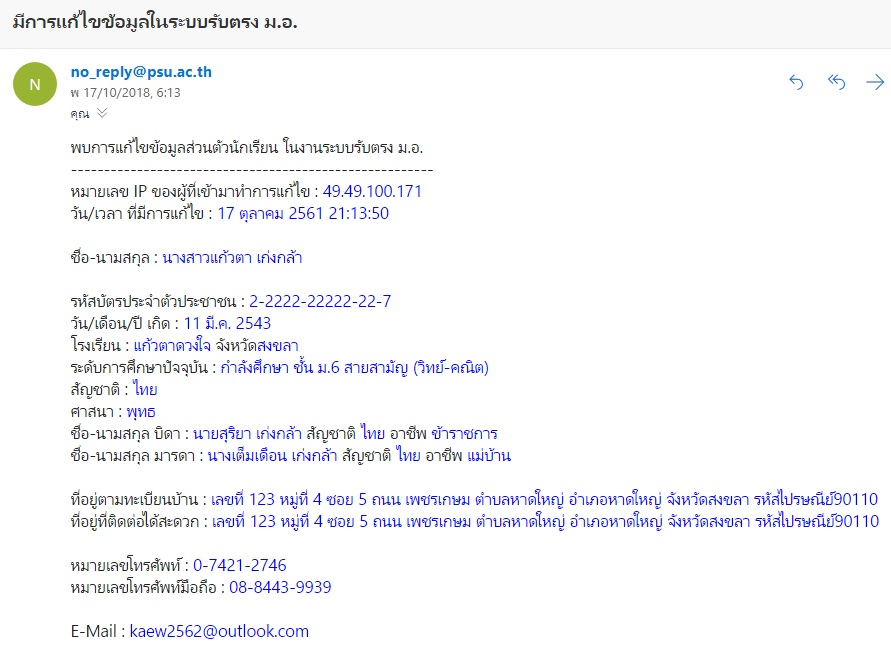 มีการแก้ไขข้อมูลในระบบรับตรง ม.อ.
N
no_reply@psu.ac.th
พ 17/10/2018, 6:13
คุณ
พบการแก้ไขข้อมูลส่วนตัวนักเรียน ในงานระบบรับตรง ม.อ.
-------------------------------------------------------
หมายเลข IP ของผู้ที่เข้ามาทำการแก้ไข : 49.49.100.171
วัน/เวลา ที่มีการแก้ไข : 17 ตุลาคม 2561 21:13:50
ชื่อ-นามสกุล : นางสาวแก้วตา เก่งกล้า
รหัสบัตรประจำตัวประชาชน : 2-2222-22222-22-7
วัน/เดือน/ปี เกิด : 11 มี.ค. 2543
โรงเรียน : แก้วตาดวงใจ จังหวัดสงขลา
ระดับการศึกษาปัจจุบัน : กำลังศึกษา ชั้น ม.6 สายสามัญ (วิทย์-คณิต)
สัญชาติ : ไทย
ศาสนา : พุทธ
ชื่อ-นามสกุล บิดา : นายสุริยา เก่งกล้า สัญชาติ ไทย อาชีพ ข้าราชการ
ชื่อ-นามสกุล มารดา : นางเต็มเดือน เก่งกล้า สัญชาติ ไทย อาชีพ แม่บ้าน
ที่อยู่ตามทะเบียนบ้าน : เลขที่ 123 หมู่ที่ 4 ซอย 5 ถนน เพชรเกษม ตำบลหาดใหญ่ อำเภอหาดใหญ่ จังหวัดสงขลา รหัสไปรษณีย์90110
ที่อยู่ที่ติดต่อได้สะดวก : เลขที่ 123 หมู่ที่ 4 ซอย 5 ถนน เพชรเกษม ตำบลหาดใหญ่ อำเภอหาดใหญ่ จังหวัดสงขลา รหัสไปรษณีย์90110
หมายเลขโทรศัพท์ : 0-7421-2746
หมายเลขโทรศัพท์มือถือ : 08-8443-9939
E-Mail : kaew2562@outlook.com